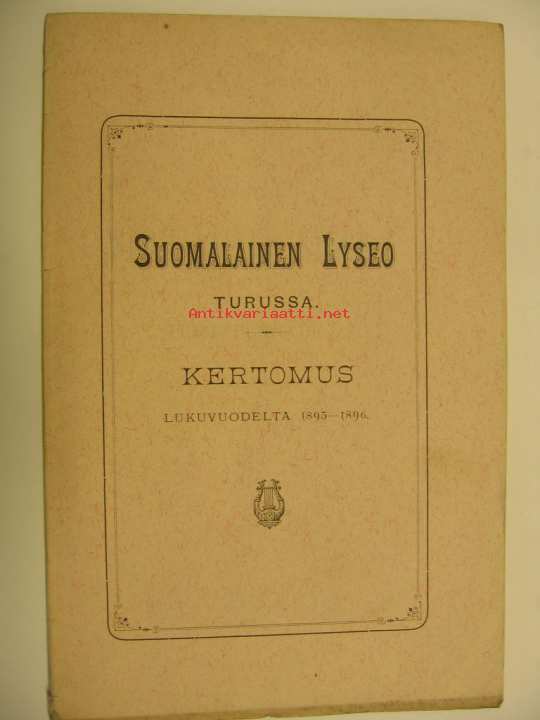 SUOMALAINEN LYSEO
TURUSSA.
Antikvariaatti.net
KERTOMUS
LUKUVUODELTA 1895—1896.